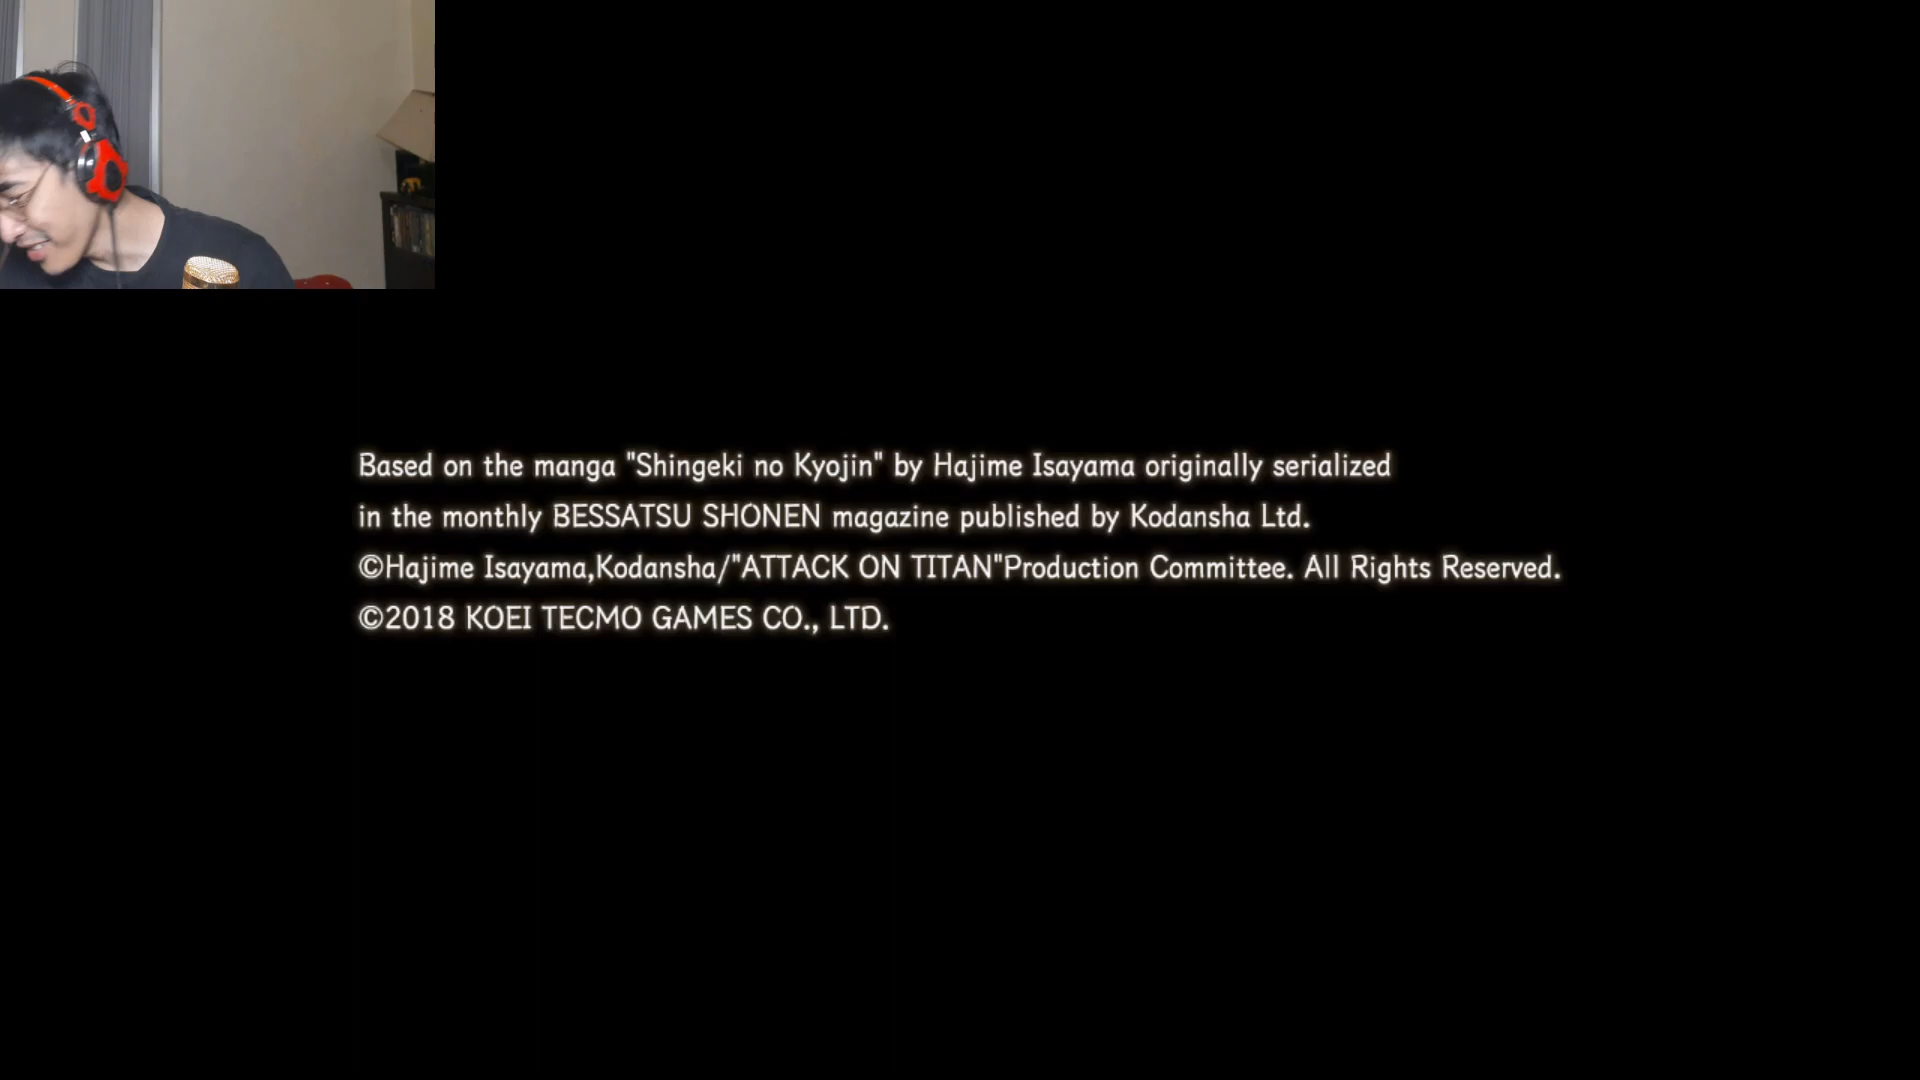 Based on the manga "Shingeki no Kyojin" by Hajime Isayama originally serialized
in the monthly BESSATSU SHONEN magazine published by Kodansha Ltd.
©Hajime Isayama,Kodansha/"ATTACK ON TITAN"Production Committee. All Rights Reserved.
©2018 KOEI TECMO GAMES CO., LTD.